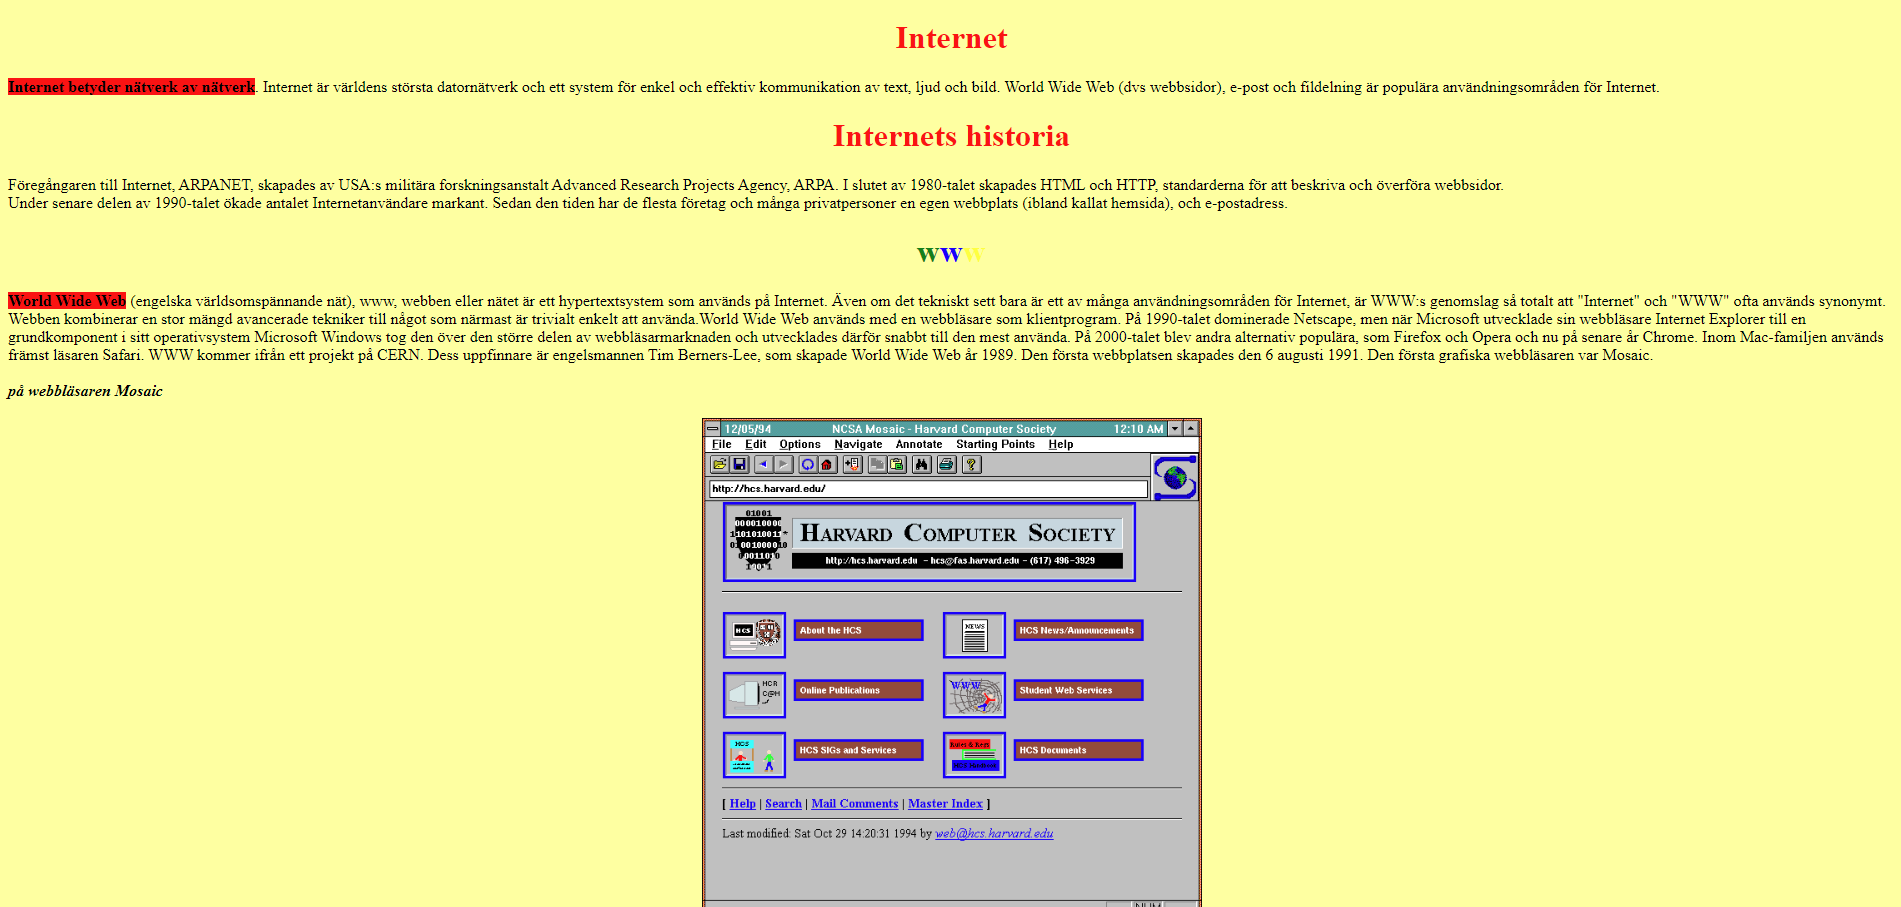 Internet
Internet betyder nätverk av nätverk. Internet är världens största datornätverk och ett system för enkel och effektiv kommunikation av text, ljud och bild. World Wide Web (dvs webbsidor), e-post och fildelning är populära användningsområden för Internet.
Internets historia
Föregångaren till Internet, ARPANET, skapades av USA:s militära forskningsanstalt Advanced Research Projects Agency, ARPA. I slutet av 1980-talet skapades HTML och HTTP, standarderna för att beskriva och överföra webbsidor.
Under senare delen av 1990-talet ökade antalet Internetanvändare markant. Sedan den tiden har de flesta företag och många privatpersoner en egen webbplats (ibland kallat hemsida), och e-postadress.
www
World Wide Web (engelska världsomspännande nät), www, webben eller nätet är ett hypertextsystem som används på Internet. Även om det tekniskt sett bara är ett av många användningsområden för Internet, är WWW:s genomslag så totalt att "Internet" och "WWW" ofta används synonymt.
Webben kombinerar en stor mängd avancerade tekniker till något som närmast är trivialt enkelt att använda.World Wide Web används med en webbläsare som klientprogram. På 1990-talet dominerade Netscape, men när Microsoft utvecklade sin webbläsare Internet Explorer till en
grundkomponent i sitt operativsystem Microsoft Windows tog den över den större delen av webbläsarmarknaden och utvecklades därför snabbt till den mest använda. På 2000-talet blev andra alternativ populära, som Firefox och Opera och nu på senare år Chrome. Inom Mac-familjen används
främst läsaren Safari. WWW kommer ifrån ett projekt på CERN. Dess uppfinnare är engelsmannen Tim Berners-Lee, som skapade World Wide Web år 1989. Den första webbplatsen skapades den 6 augusti 1991. Den första grafiska webbläsaren var Mosaic.
på webbläsaren Mosaic
12/05/94 NCSA Mosaic - Harvard Computer Society 12:10 AM
File Edit Options Navigate Annotate Starting Points Help
http://hcs.harvard.edu/
01001
000010000
HARVARD COMPUTER SOCIETY
http://hcs.harvard.edu - hcs@fas.harvard.edu - (617) 496-3929
HCS About the HCS NEWS HCS News/Announcements
HCR Online Publications WWW Student Web Services
C@H
HCS HCS SIGs and Services Rules & Regs HCS Documents
[ Help | Search | Mail Comments | Master Index ]
Last modified: Sat Oct 29 14:20:31 1994 by web@hcs.harvard.edu